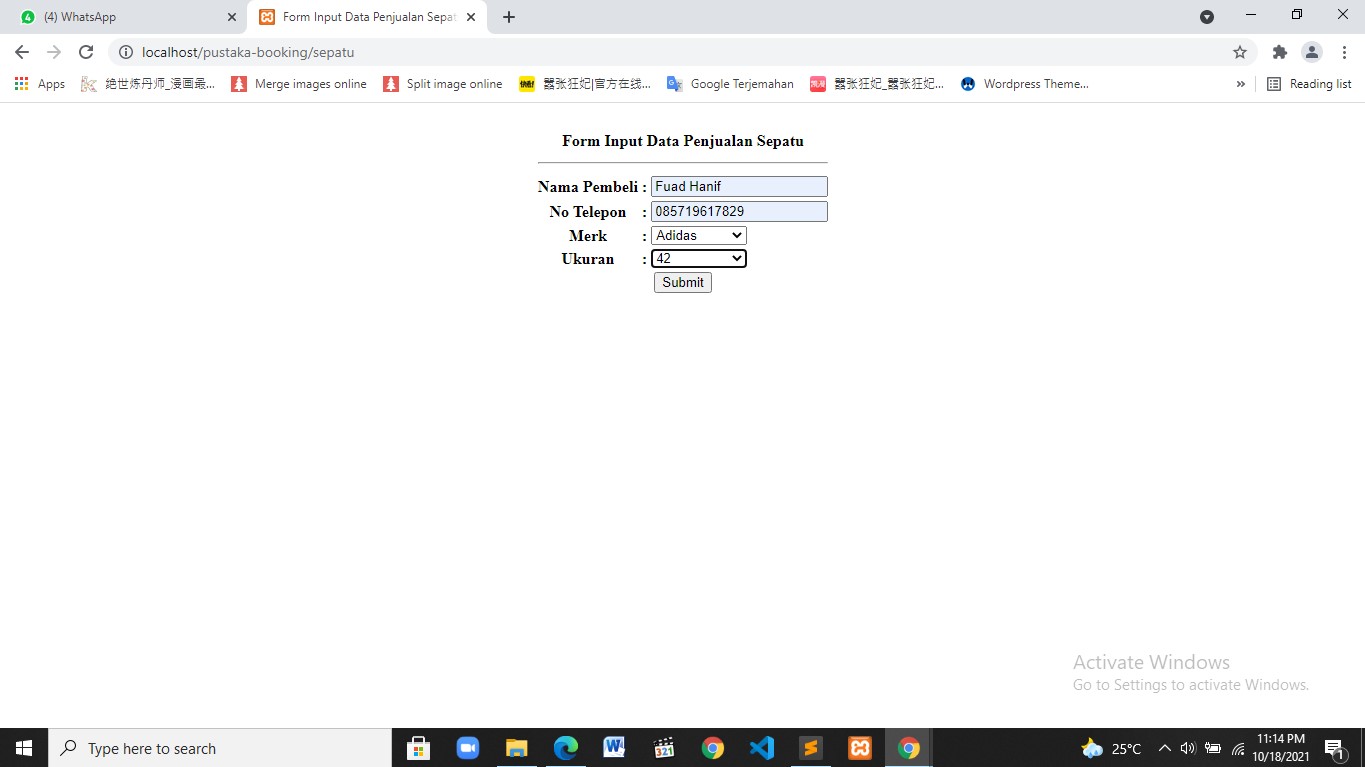 (4) WhatsApp
Form Input Data Penjualan Sepat
localhost/pustaka-booking/sepatu
Apps
絕世炼丹师_漫画最...
Merge images online
Split image online
嚣张狂妃|官方在线...
Google Terjemahan
嚣张狂妃_嚣张狂妃...
Wordpress Theme...
»
Reading list
Form Input Data Penjualan Sepatu
Nama Pembeli : Fuad Hanif
No Telepon : 085719617829
Merk : Adidas
Ukuran : 42
Submit
Activate Windows
Go to Settings to activate Windows.
Type here to search
321
25°C
11:14 PM
10/18/2021
1